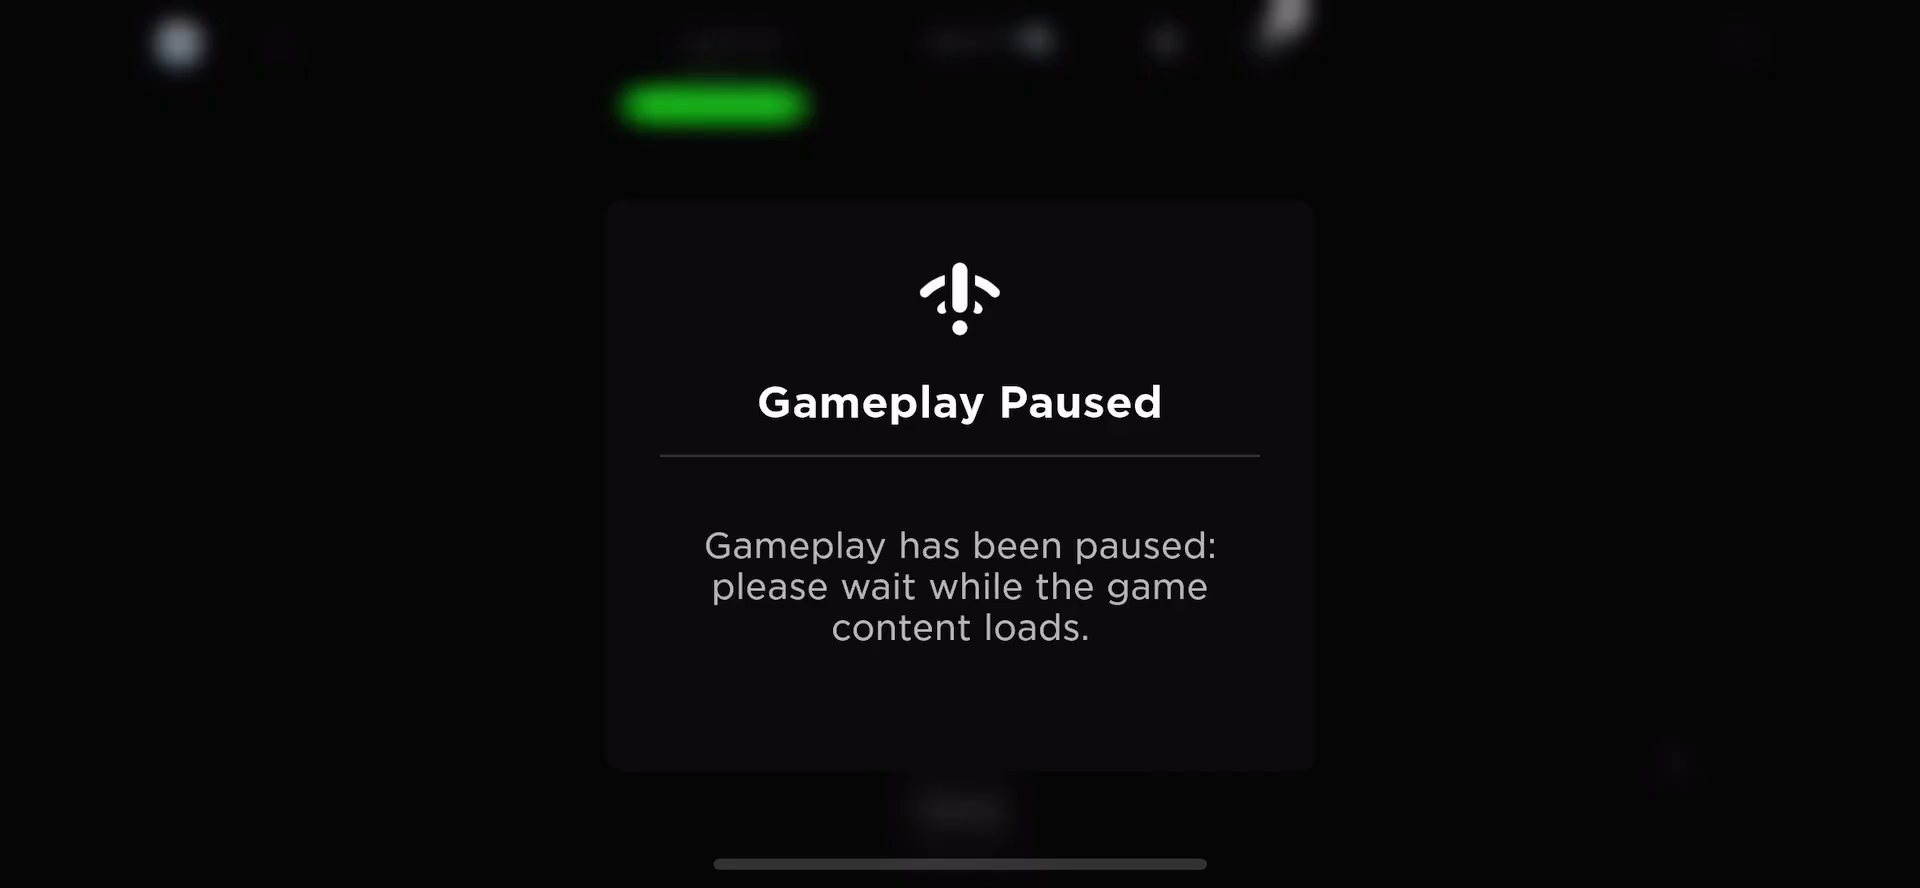 Gameplay Paused
Gameplay has been paused:
please wait while the game
content loads.